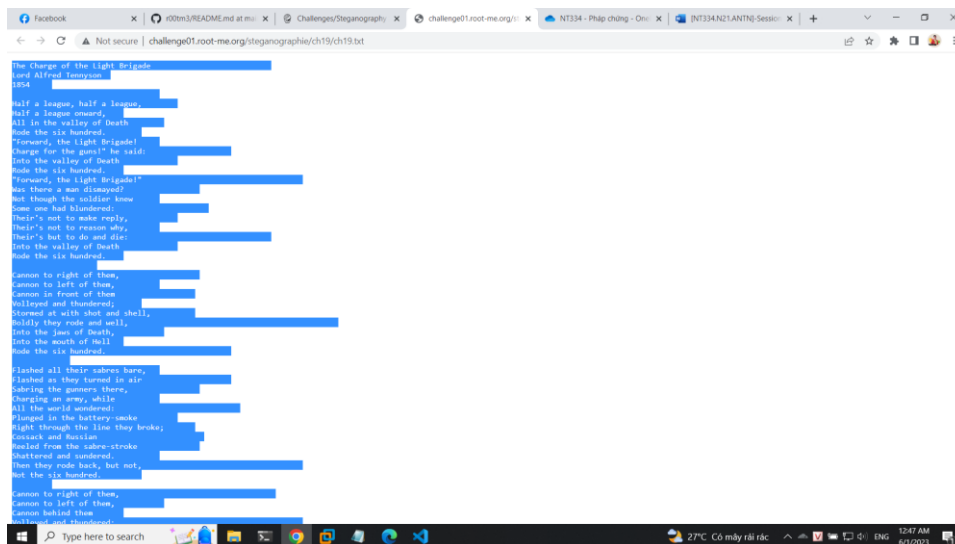 Facebook
r00tm3/README.md at ma
Challenges/Steganography
challenge01.root-me.org/st
NT334 - Pháp chứng - One
[NT334.N21.ANTN]-Session
Not secure | challenge01.root-me.org/steganographie/ch19/ch19.txt
The Charge of the Light Brigade
Lord Alfred Tennyson
1854
Half a league, half a league,
Half a league onward,
All in the valley of Death
Rode the six hundred.
"Forward, the Light Brigade!
Charge for the guns!" he said:
Into the valley of Death
Rode the six hundred.
"Forward, the Light Brigade!"
Was there a man dismayed?
Not though the soldier knew
Some one had blundered:
Their's not to make reply,
Their's not to reason why,
Their's but to do and die:
Into the valley of Death
Rode the six hundred.
Cannon to right of them,
Cannon to left of them,
Cannon in front of them
Volleyed and thundered;
Stormed at with shot and shell,
Boldly they rode and well,
Into the jaws of Death,
Into the mouth of Hell
Rode the six hundred.
Flashed all their sabres bare,
Flashed as they turned in air
Sabring the gunners there,
Charging an army, while
All the world wondered:
Plunged in the battery-smoke
Right through the line they broke;
Cossack and Russian
Reeled from the sabre-stroke
Shattered and sundered.
Then they rode back, but not,
Not the six hundred.
Cannon to right of them,
Cannon to left of them,
Cannon behind them
Volleyed and thundered;
Type here to search
27°C Có mây rải rác
ENG
12:47 AM
6/1/2023